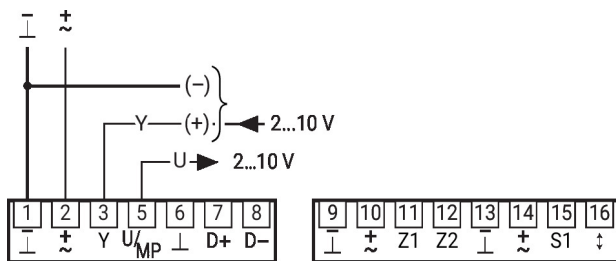 ⊥ ~
− +
(−)
Y (+) 2...10 V
U 2...10 V
1 2 3 5 6 7 8 9 10 11 12 13 14 15 16
⊥ ~ Y U/MP ⊥ D+ D− ⊥ ~ Z1 Z2 ⊥ ~ S1 ↕